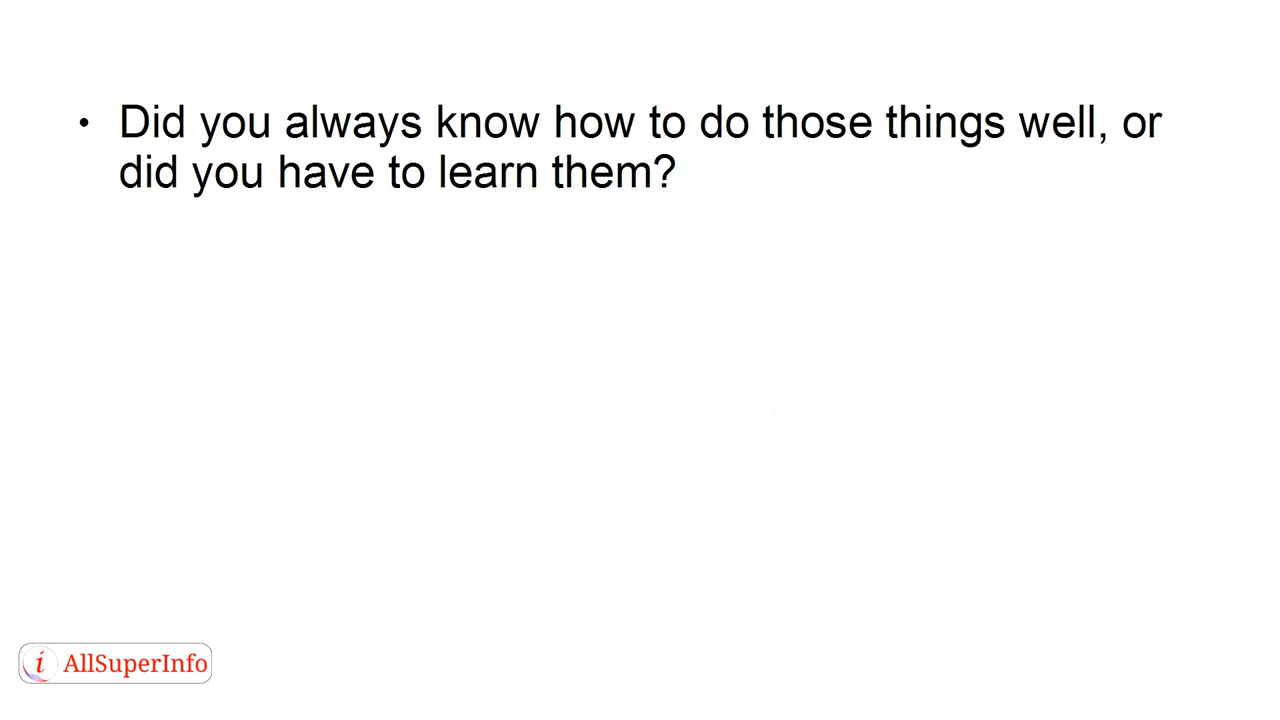 • Did you always know how to do those things well, or
did you have to learn them?
i AllSuperInfo